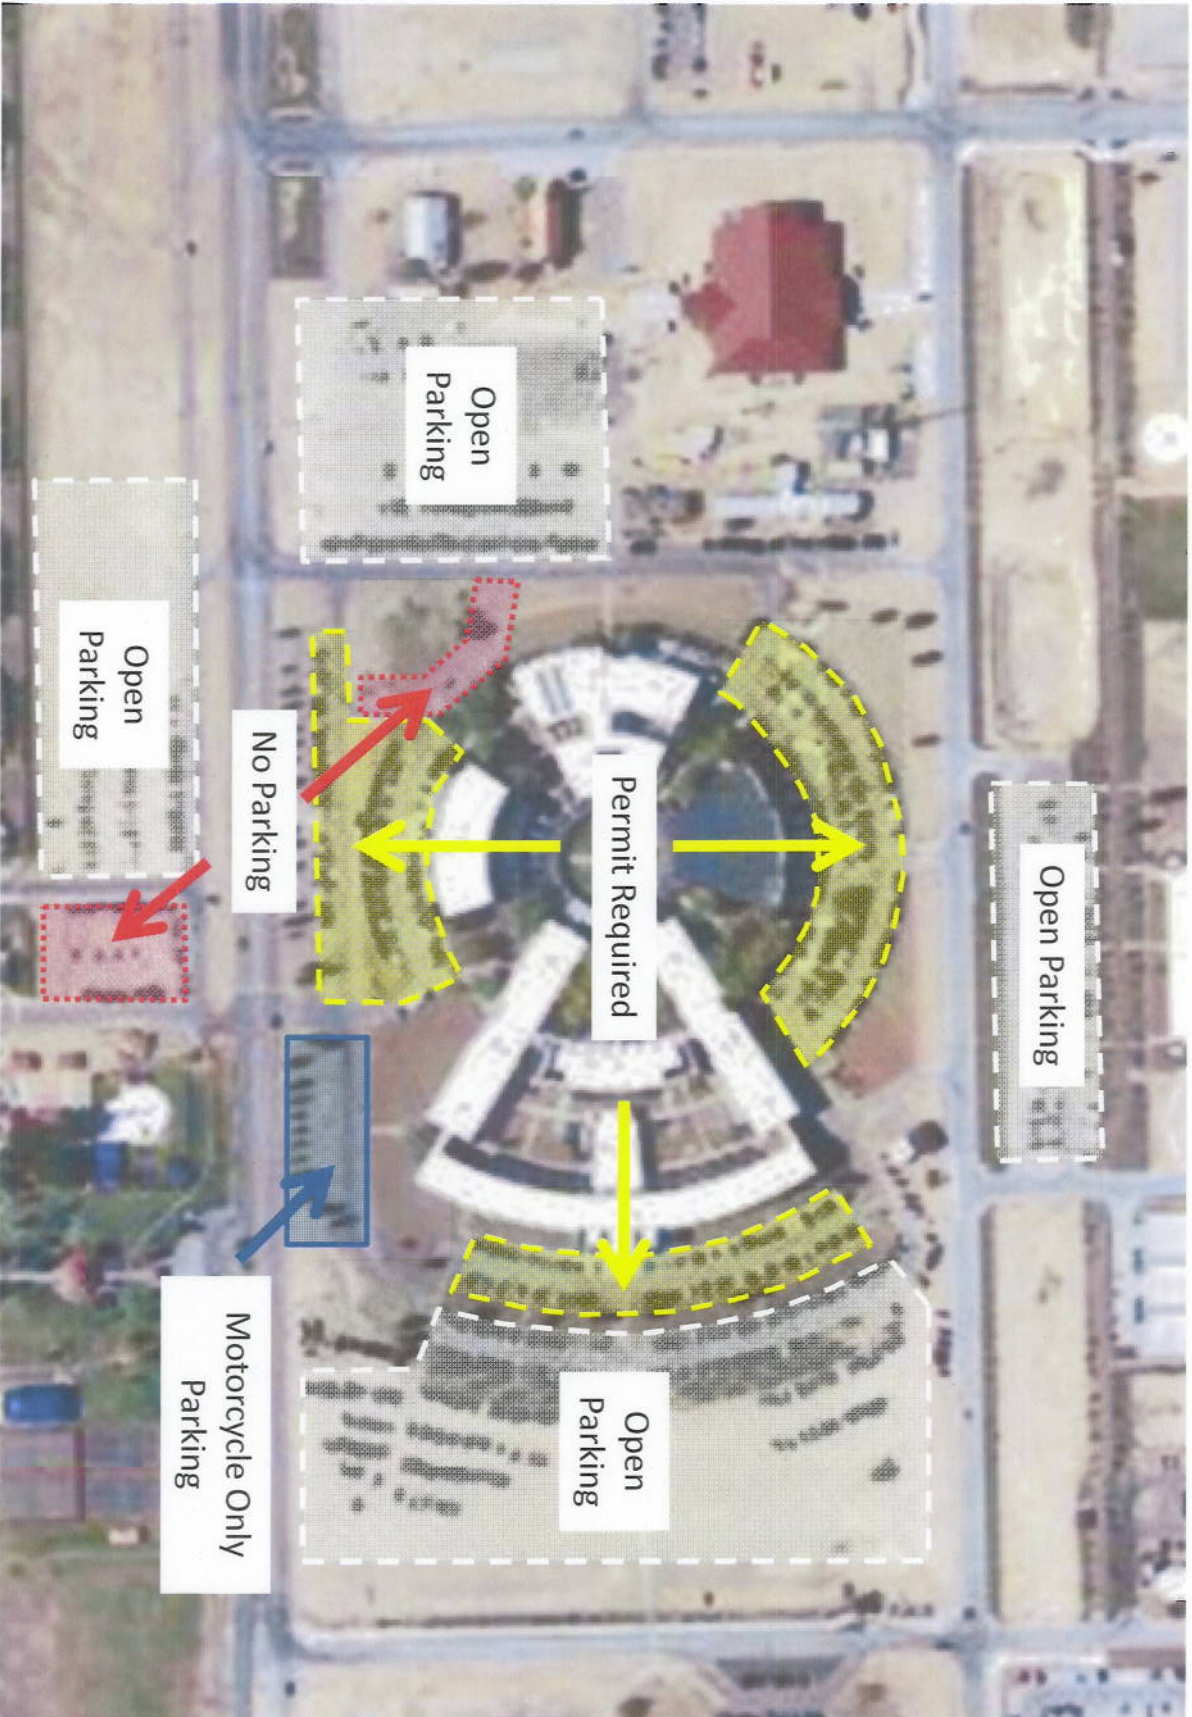 Open Parking
Permit Required
Open
Parking
Open
Parking
No Parking
Motorcycle Only
Parking
Open
Parking